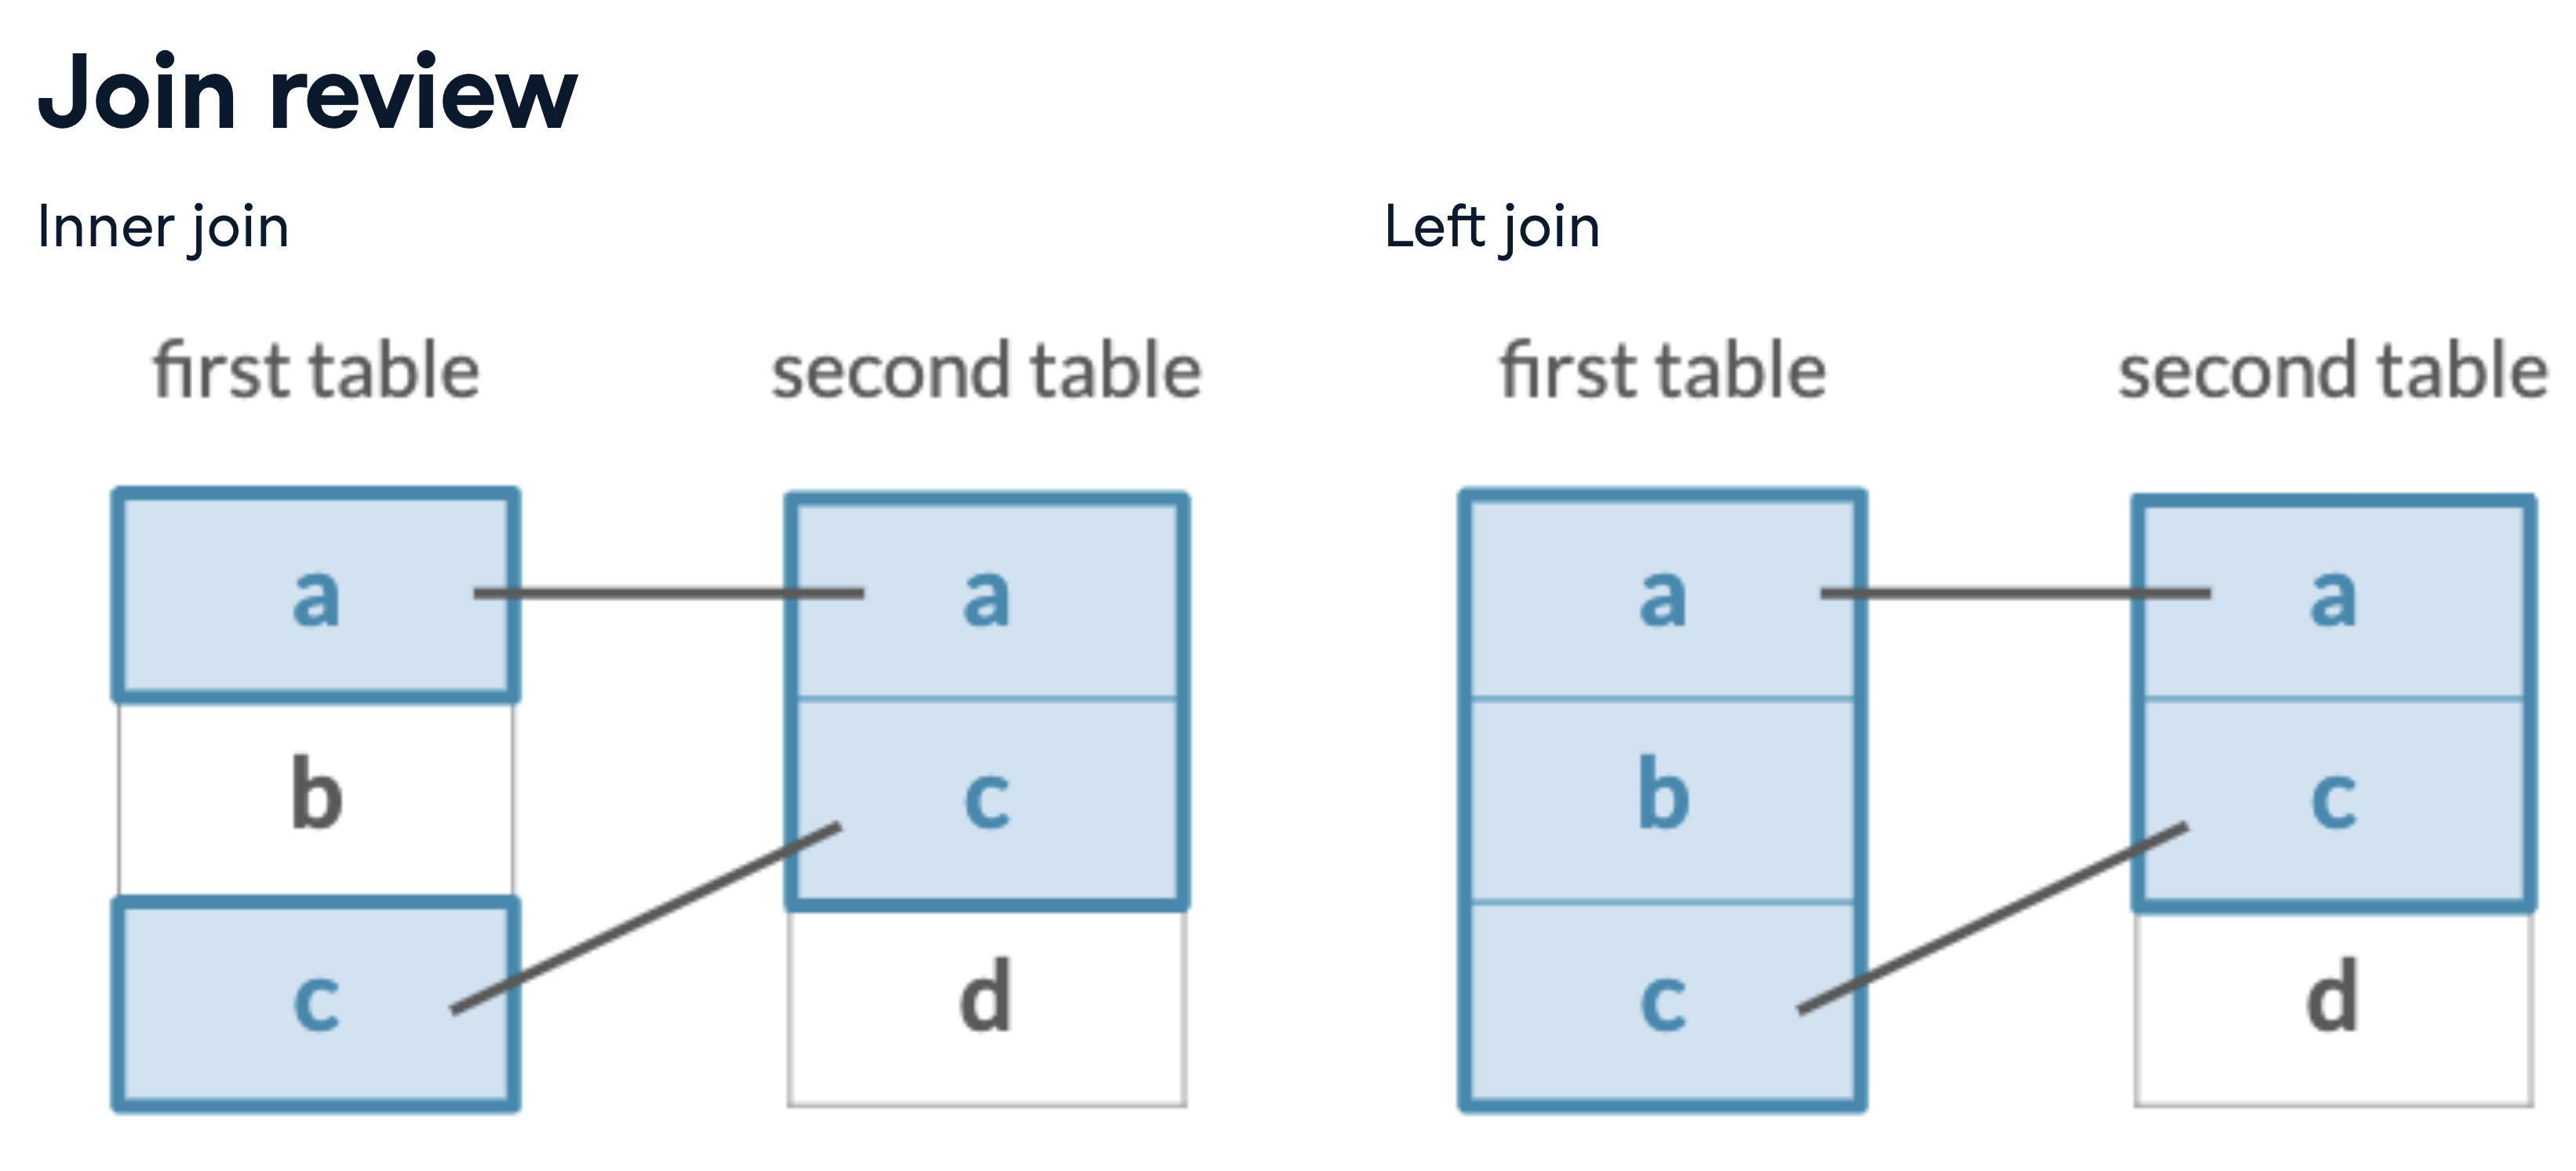 Join review
Inner join
first table
second table
a
a
b
c
c
d
Left join
first table
second table
a
a
b
c
c
d